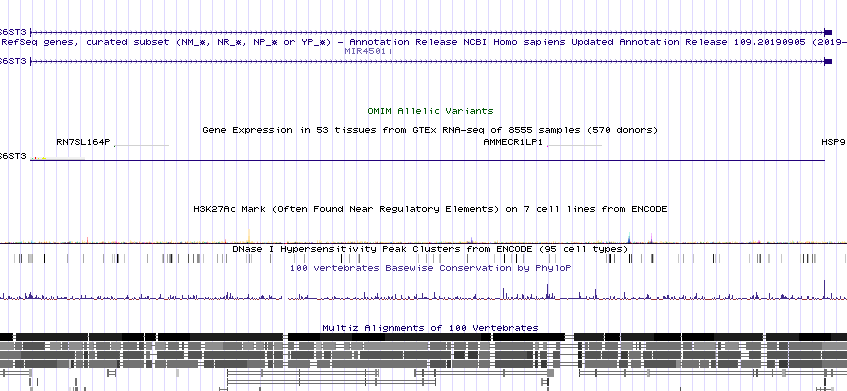 S6ST3
RefSeq genes, curated subset (NM_*, NR_*, NP_* or YP_*) – Annotation Release NCBI Homo sapiens Updated Annotation Release 109.20190905 (2019-
MIR4501
S6ST3
OMIM Allelic Variants
Gene Expression in 53 tissues from GTEx RNA-seq of 8555 samples (570 donors)
RN7SL164P AMMECR1LP1 HSP9
S6ST3
H3K27Ac Mark (Often Found Near Regulatory Elements) on 7 cell lines from ENCODE
DNase I Hypersensitivity Peak Clusters from ENCODE (95 cell types)
100 vertebrates Basewise Conservation by PhyloP
Multiz Alignments of 100 Vertebrates